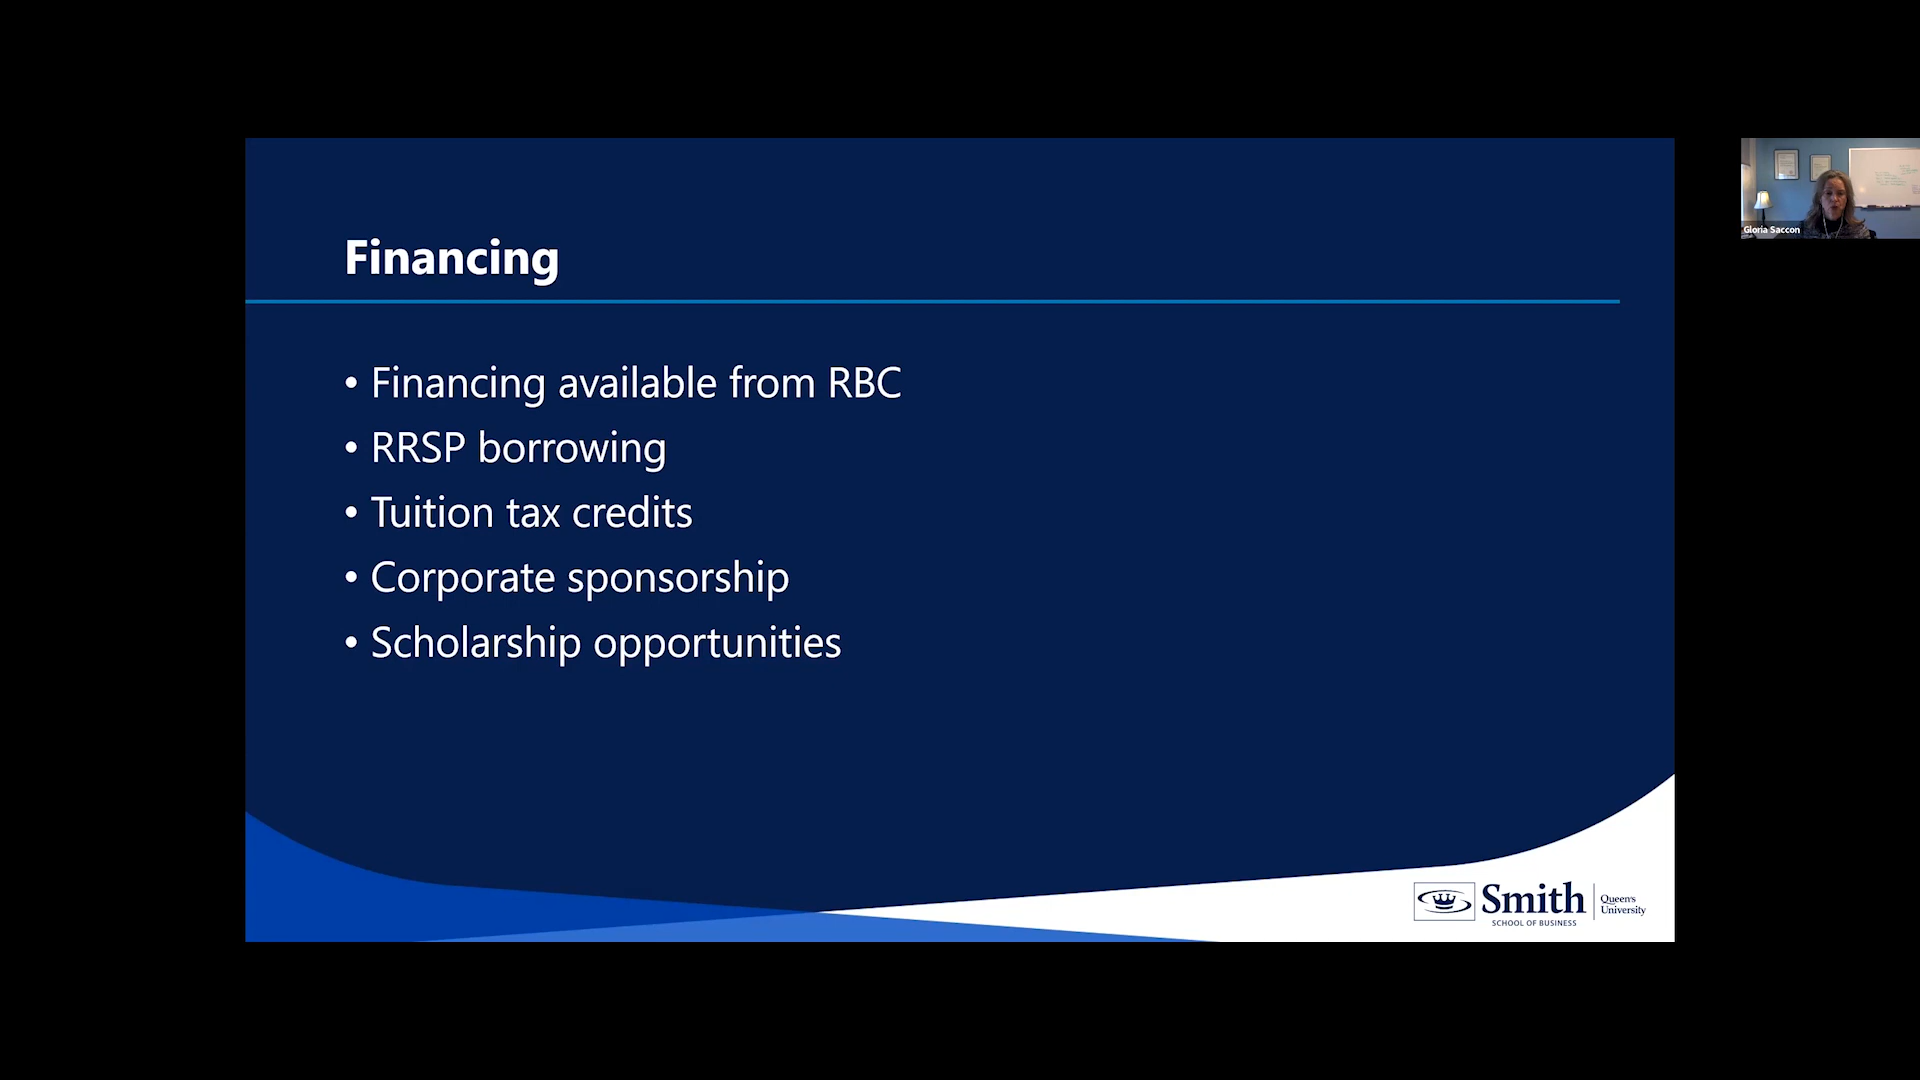 Financing
• Financing available from RBC
• RRSP borrowing
• Tuition tax credits
• Corporate sponsorship
• Scholarship opportunities
Gloria Saccon
Smith
SCHOOL OF BUSINESS
Queen's
University